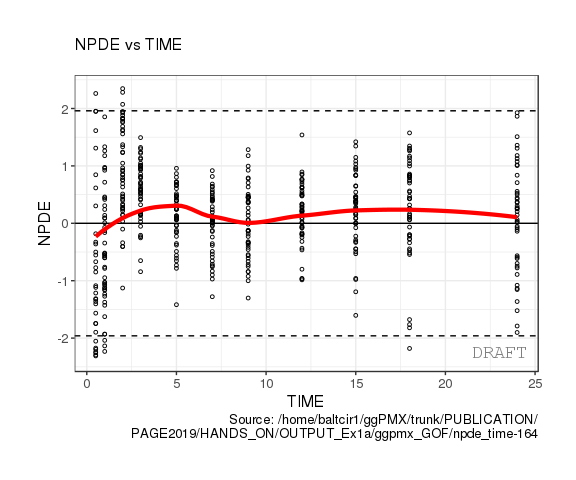 NPDE vs TIME
2
1
0
-1
-2
NPDE
DRAFT
0 5 10 15 20 25
TIME
Source: /home/baltcir1/ggPMX/trunk/PUBLICATION/
PAGE2019/HANDS_ON/OUTPUT_Ex1a/ggpmx_GOF/npde_time-164